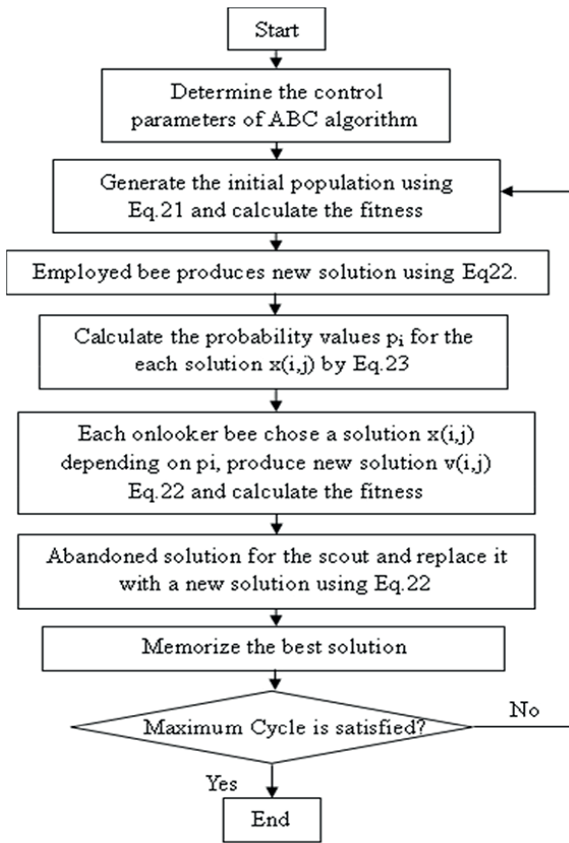 Start
Determine the control
parameters of ABC algorithm
Generate the initial population using
Eq.21 and calculate the fitness
Employed bee produces new solution using Eq22.
Calculate the probability values pi for the
each solution x(i,j) by Eq.23
Each onlooker bee chose a solution x(i,j)
depending on pi, produce new solution v(i,j)
Eq.22 and calculate the fitness
Abandoned solution for the scout and replace it
with a new solution using Eq.22
Memorize the best solution
Maximum Cycle is satisfied?
No
Yes
End